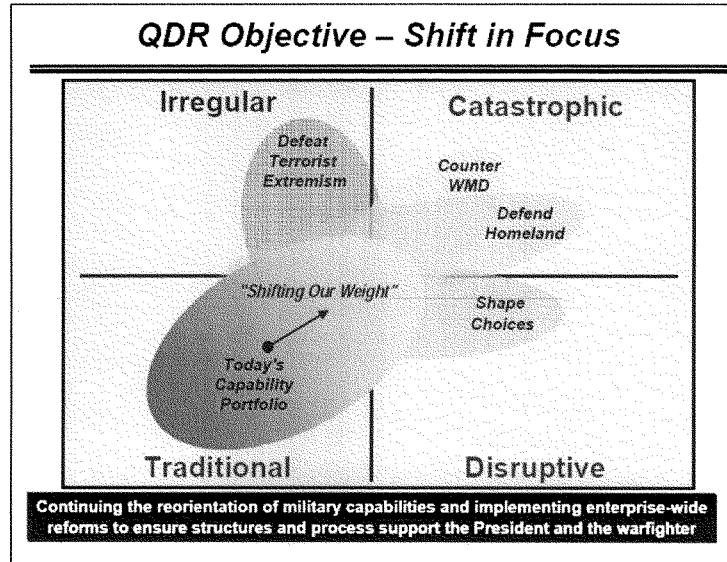 QDR Objective – Shift in Focus
Irregular
Catastrophic
Defeat
Terrorist
Extremism
Counter
WMD
Defend
Homeland
"Shifting Our Weight"
Shape
Choices
Today's
Capability
Portfolio
Traditional
Disruptive
Continuing the reorientation of military capabilities and implementing enterprise-wide
reforms to ensure structures and process support the President and the warfighter